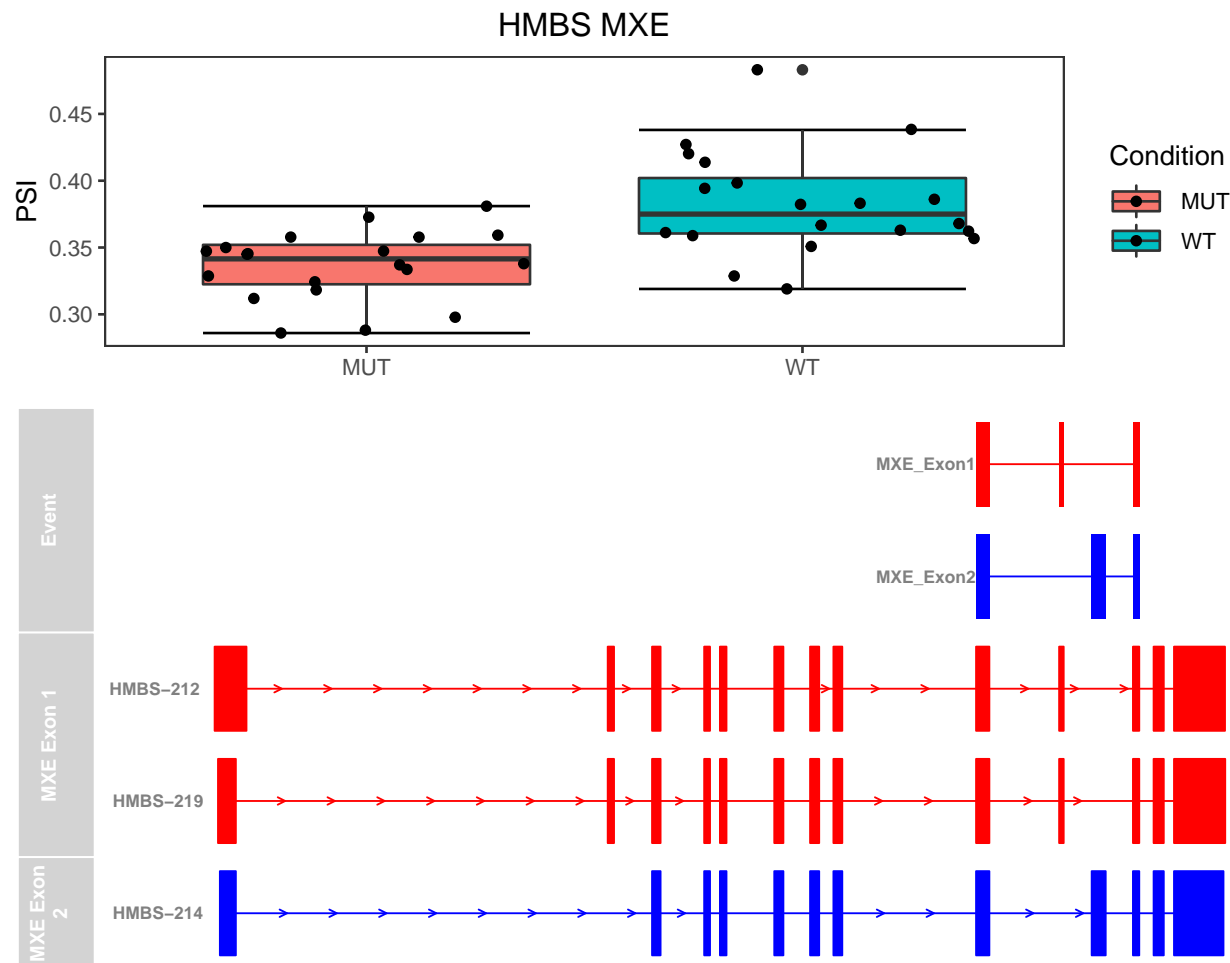 HMBS MXE
PSI
0.45
0.40
0.35
0.30
MUT
WT
Condition
MUT
WT
Event
MXE_Exon1
MXE_Exon2
MXE Exon 1
HMBS−212
HMBS−219
MXE Exon
2
HMBS−214